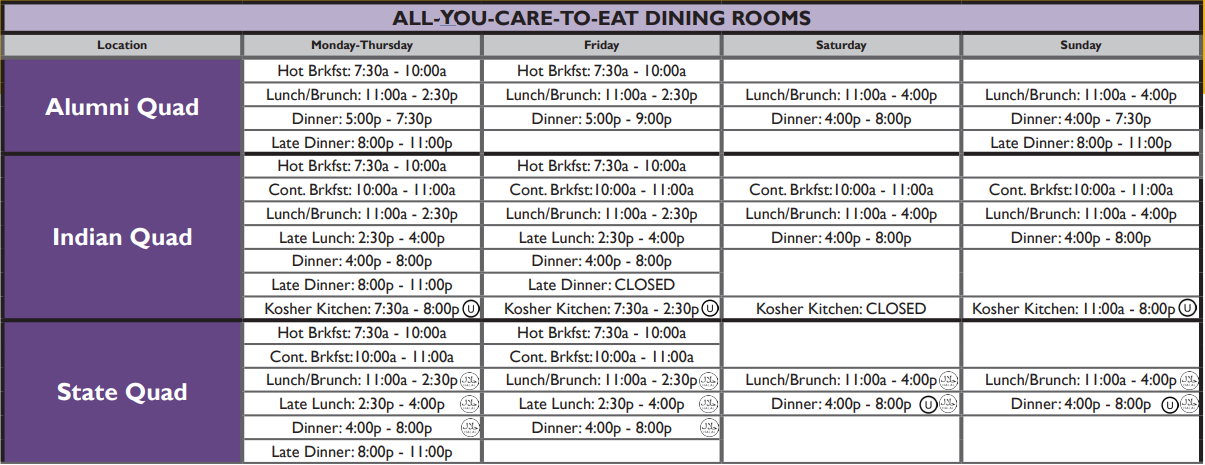 ALL-YOU-CARE-TO-EAT DINING ROOMS
Location Monday-Thursday Friday Saturday Sunday
Hot Brkfst: 7:30a - 10:00a Hot Brkfst: 7:30a - 10:00a
Alumni Quad
Lunch/Brunch: 11:00a - 2:30p Lunch/Brunch: 11:00a - 2:30p Lunch/Brunch: 11:00a - 4:00p Lunch/Brunch: 11:00a - 4:00p
Dinner: 5:00p - 7:30p Dinner: 5:00p - 9:00p Dinner: 4:00p - 8:00p Dinner: 4:00p - 7:30p
Late Dinner: 8:00p - 11:00p Late Dinner: 8:00p - 11:00p
Hot Brkfst: 7:30a - 10:00a Hot Brkfst: 7:30a - 10:00a
Cont. Brkfst: 10:00a - 11:00a Cont. Brkfst:10:00a - 11:00a Cont. Brkfst:10:00a - 11:00a Cont. Brkfst:10:00a - 11:00a
Lunch/Brunch: 11:00a - 2:30p Lunch/Brunch: 11:00a - 2:30p Lunch/Brunch: 11:00a - 4:00p Lunch/Brunch: 11:00a - 4:00p
Indian Quad
Late Lunch: 2:30p - 4:00p Late Lunch: 2:30p - 4:00p Dinner: 4:00p - 8:00p Dinner: 4:00p - 8:00p
Dinner: 4:00p - 8:00p Dinner: 4:00p - 8:00p
Late Dinner: 8:00p - 11:00p Late Dinner: CLOSED
Kosher Kitchen: 7:30a - 8:00p U Kosher Kitchen: 7:30a - 2:30p U Kosher Kitchen: CLOSED Kosher Kitchen: 11:00a - 8:00p U
Hot Brkfst: 7:30a - 10:00a Hot Brkfst: 7:30a - 10:00a
Cont. Brkfst:10:00a - 11:00a Cont. Brkfst: 10:00a - 11:00a
Lunch/Brunch: 11:00a - 2:30p Lunch/Brunch: 11:00a - 2:30p Lunch/Brunch: 11:00a - 4:00p Lunch/Brunch: 11:00a - 4:00p
State Quad
Late Lunch: 2:30p - 4:00p Late Lunch: 2:30p - 4:00p Dinner: 4:00p - 8:00p U Dinner: 4:00p - 8:00p U
Dinner: 4:00p - 8:00p Dinner: 4:00p - 8:00p
Late Dinner: 8:00p - 11:00p